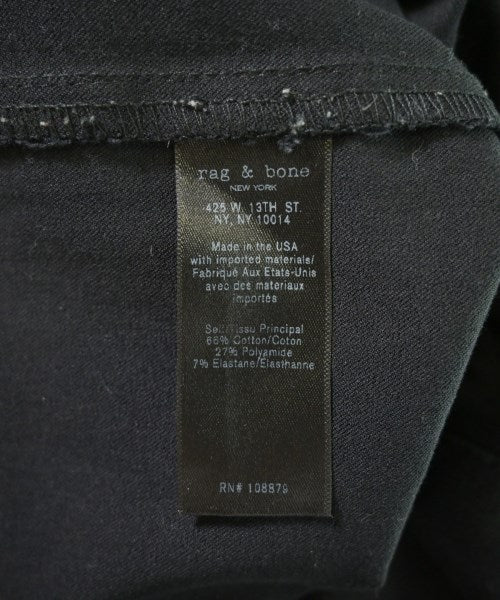 rag & bone
NEW YORK
425 W. 13TH ST.
NY, NY 10014
Made in the USA
with imported materials/
Fabriqué Aux Etats-Unis
avec des materiaux
importés
Self/Tissu Principal
66% Cotton/Coton
27% Polyamide
7% Elastane/Elasthanne
RN# 108879